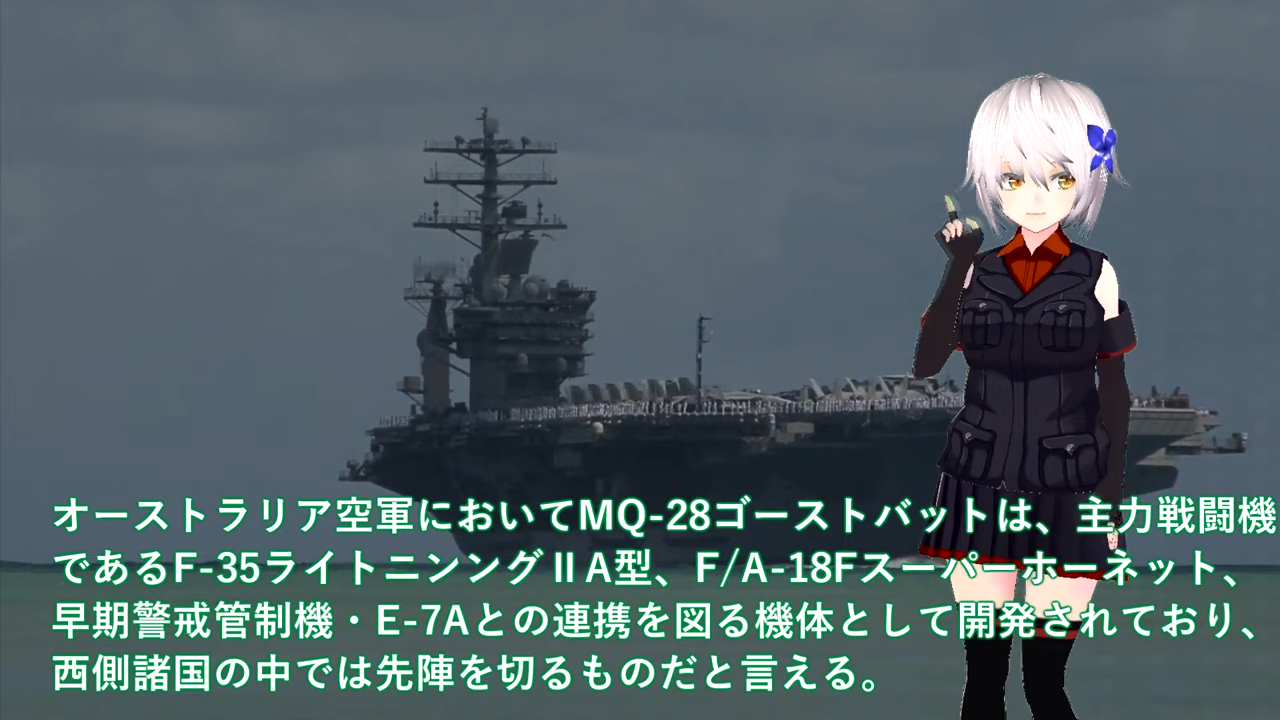 オーストラリア空軍においてMQ-28ゴーストバットは、主力戦闘機
であるF-35ライトニンングⅡA型、F/A-18Fスーパーホーネット、
早期警戒管制機・E-7Aとの連携を図る機体として開発されており、
西側諸国の中では先陣を切るものだと言える。